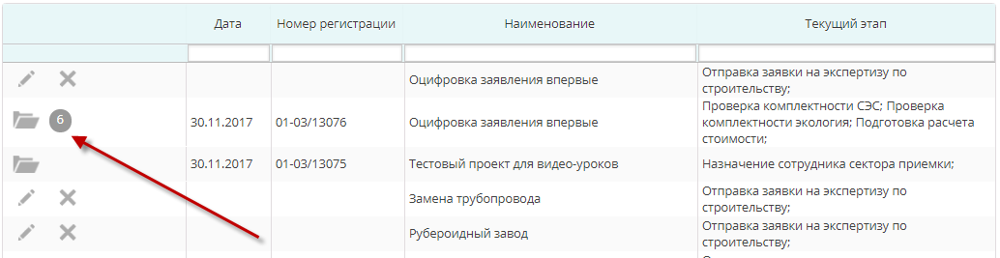 Дата Номер регистрации Наименование Текущий этап
Оцифровка заявления впервые
Отправка заявки на экспертизу по
строительству;
6 30.11.2017 01-03/13076 Оцифровка заявления впервые
Проверка комплектности СЭС; Проверка
комплектности экология; Подготовка расчета
стоимости;
30.11.2017 01-03/13075 Тестовый проект для видео-уроков Назначение сотрудника сектора приемки;
Замена трубопровода
Отправка заявки на экспертизу по
строительству;
Рубероидный завод
Отправка заявки на экспертизу по
строительству;